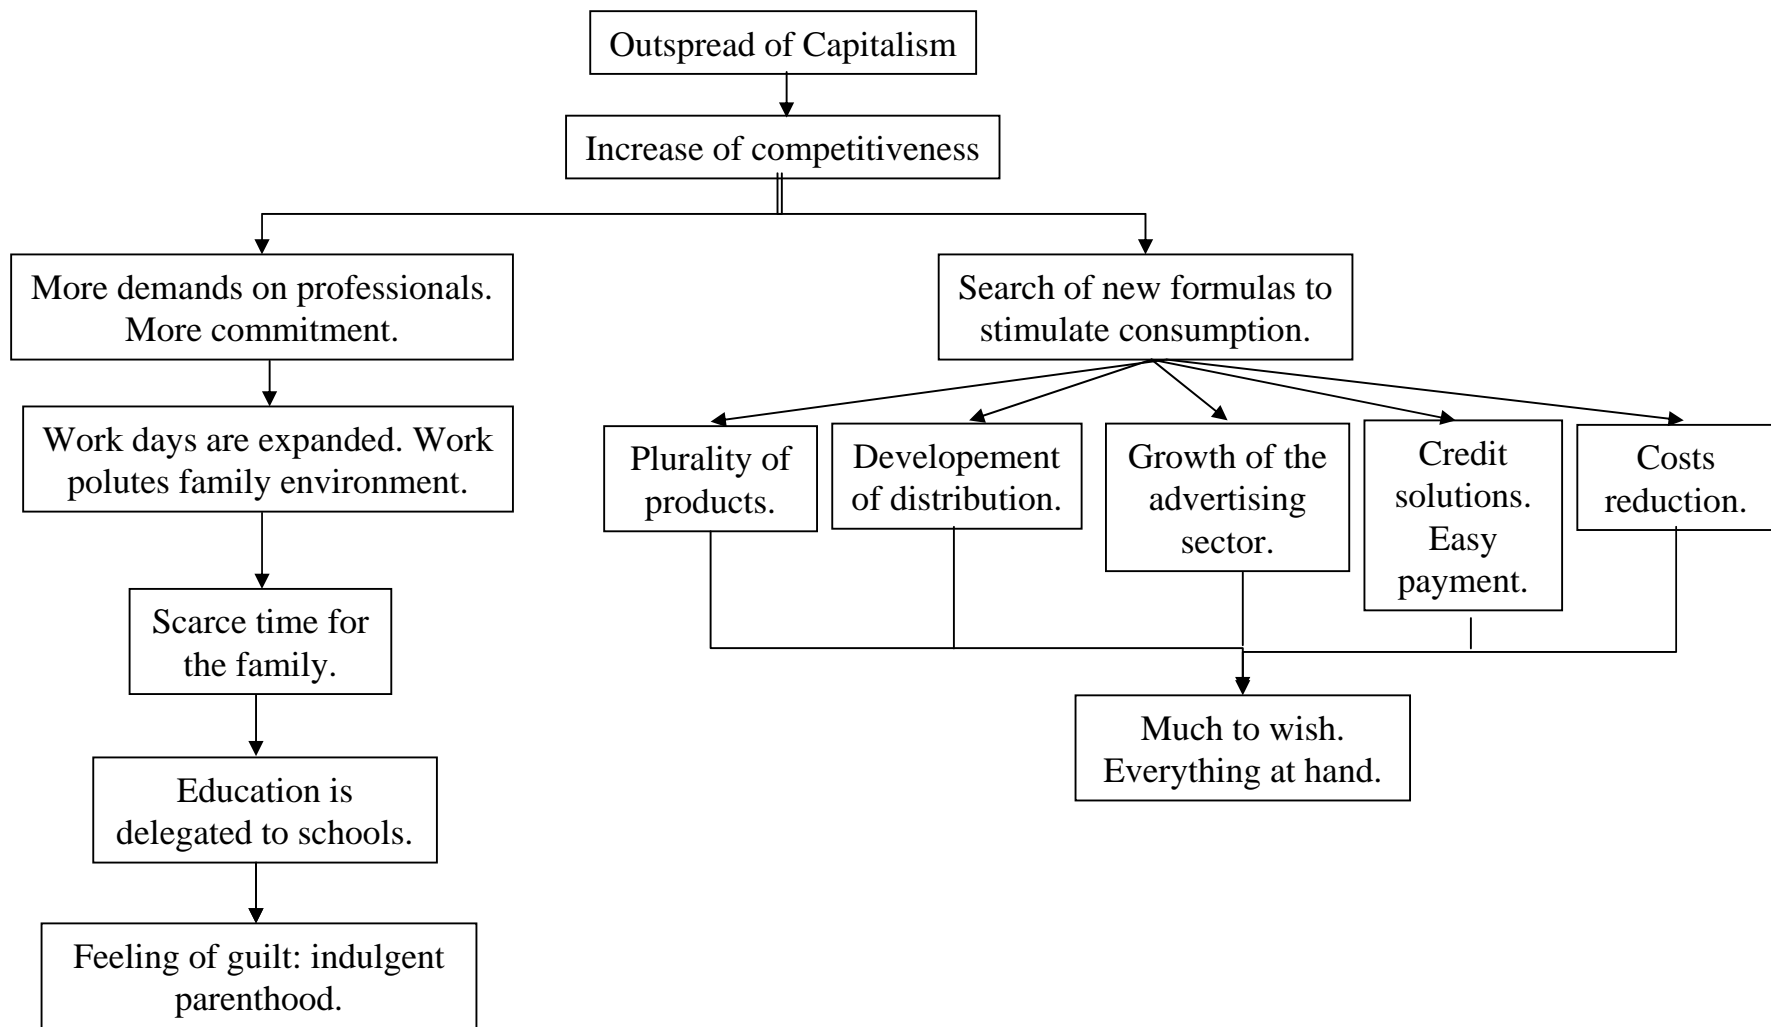 Outspread of Capitalism
Increase of competitiveness
More demands on professionals.
More commitment.
Search of new formulas to
stimulate consumption.
Work days are expanded. Work
polutes family environment.
Plurality of
products.
Developement
of distribution.
Growth of the
advertising
sector.
Credit
solutions.
Easy
payment.
Costs
reduction.
Scarce time for
the family.
Much to wish.
Everything at hand.
Education is
delegated to schools.
Feeling of guilt: indulgent
parenthood.